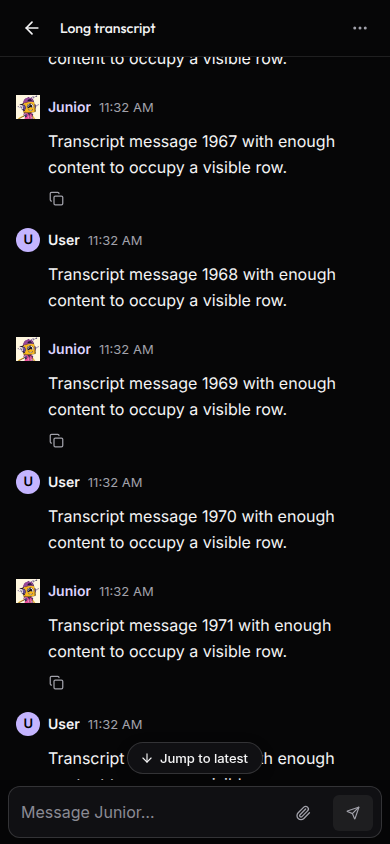 Long transcript
content to occupy a visible row.
Junior 11:32 AM
Transcript message 1967 with enough
content to occupy a visible row.
U User 11:32 AM
Transcript message 1968 with enough
content to occupy a visible row.
Junior 11:32 AM
Transcript message 1969 with enough
content to occupy a visible row.
U User 11:32 AM
Transcript message 1970 with enough
content to occupy a visible row.
Junior 11:32 AM
Transcript message 1971 with enough
content to occupy a visible row.
U User 11:32 AM
Transcript enough
Jump to latest
Message Junior...